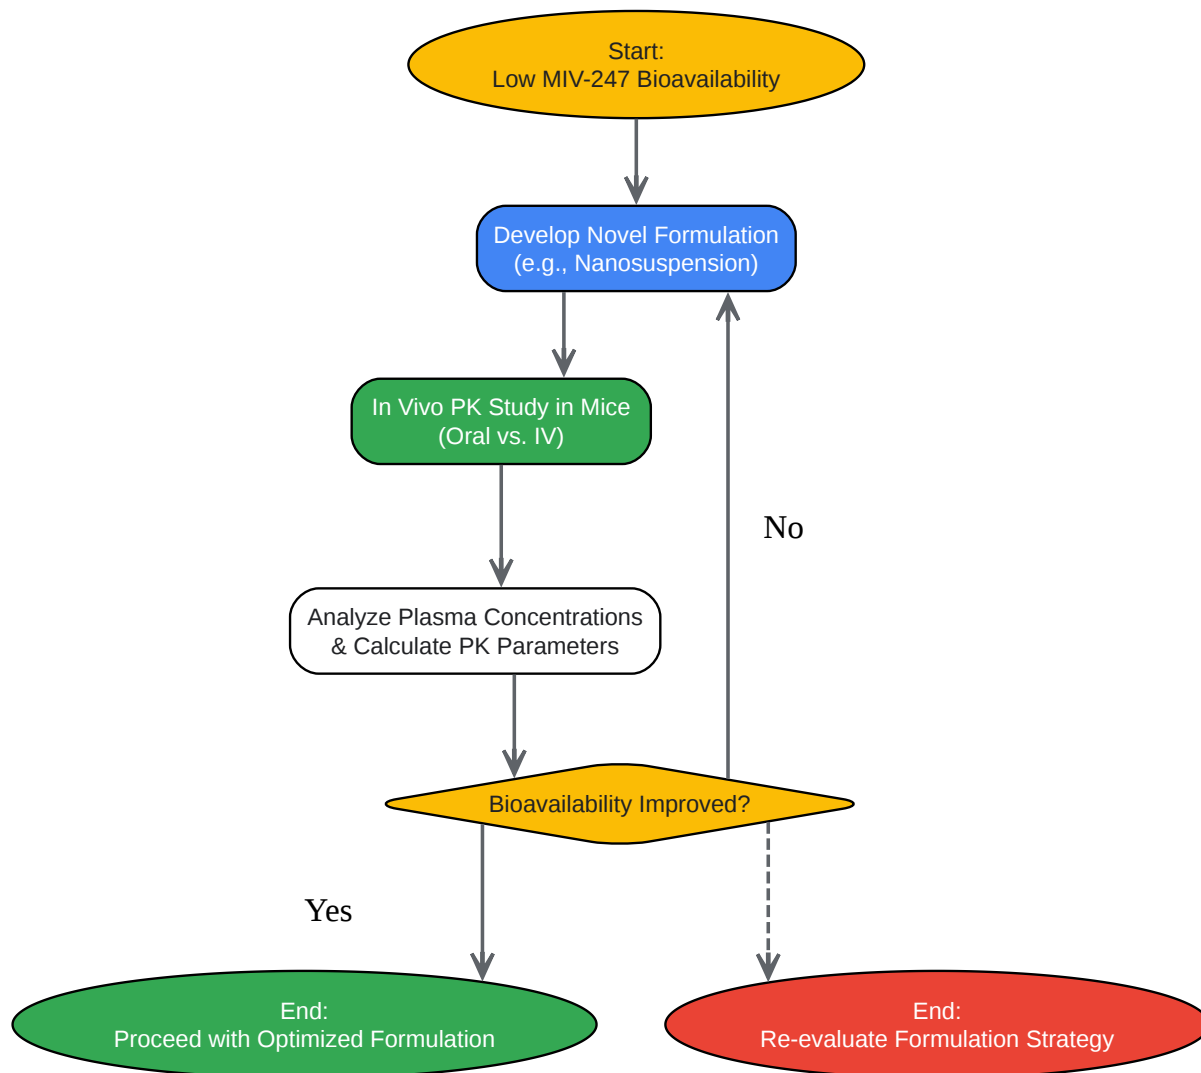 Start:
Low MIV-247 Bioavailability
Develop Novel Formulation
(e.g., Nanosuspension)
In Vivo PK Study in Mice
(Oral vs. IV)
No
Analyze Plasma Concentrations
& Calculate PK Parameters
Bioavailability Improved?
Yes
End:
Proceed with Optimized Formulation
End:
Re-evaluate Formulation Strategy